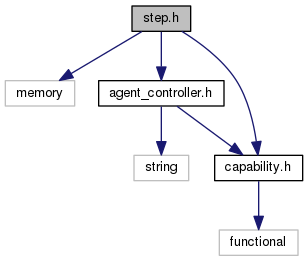 step.h
memory
agent_controller.h
string
capability.h
functional